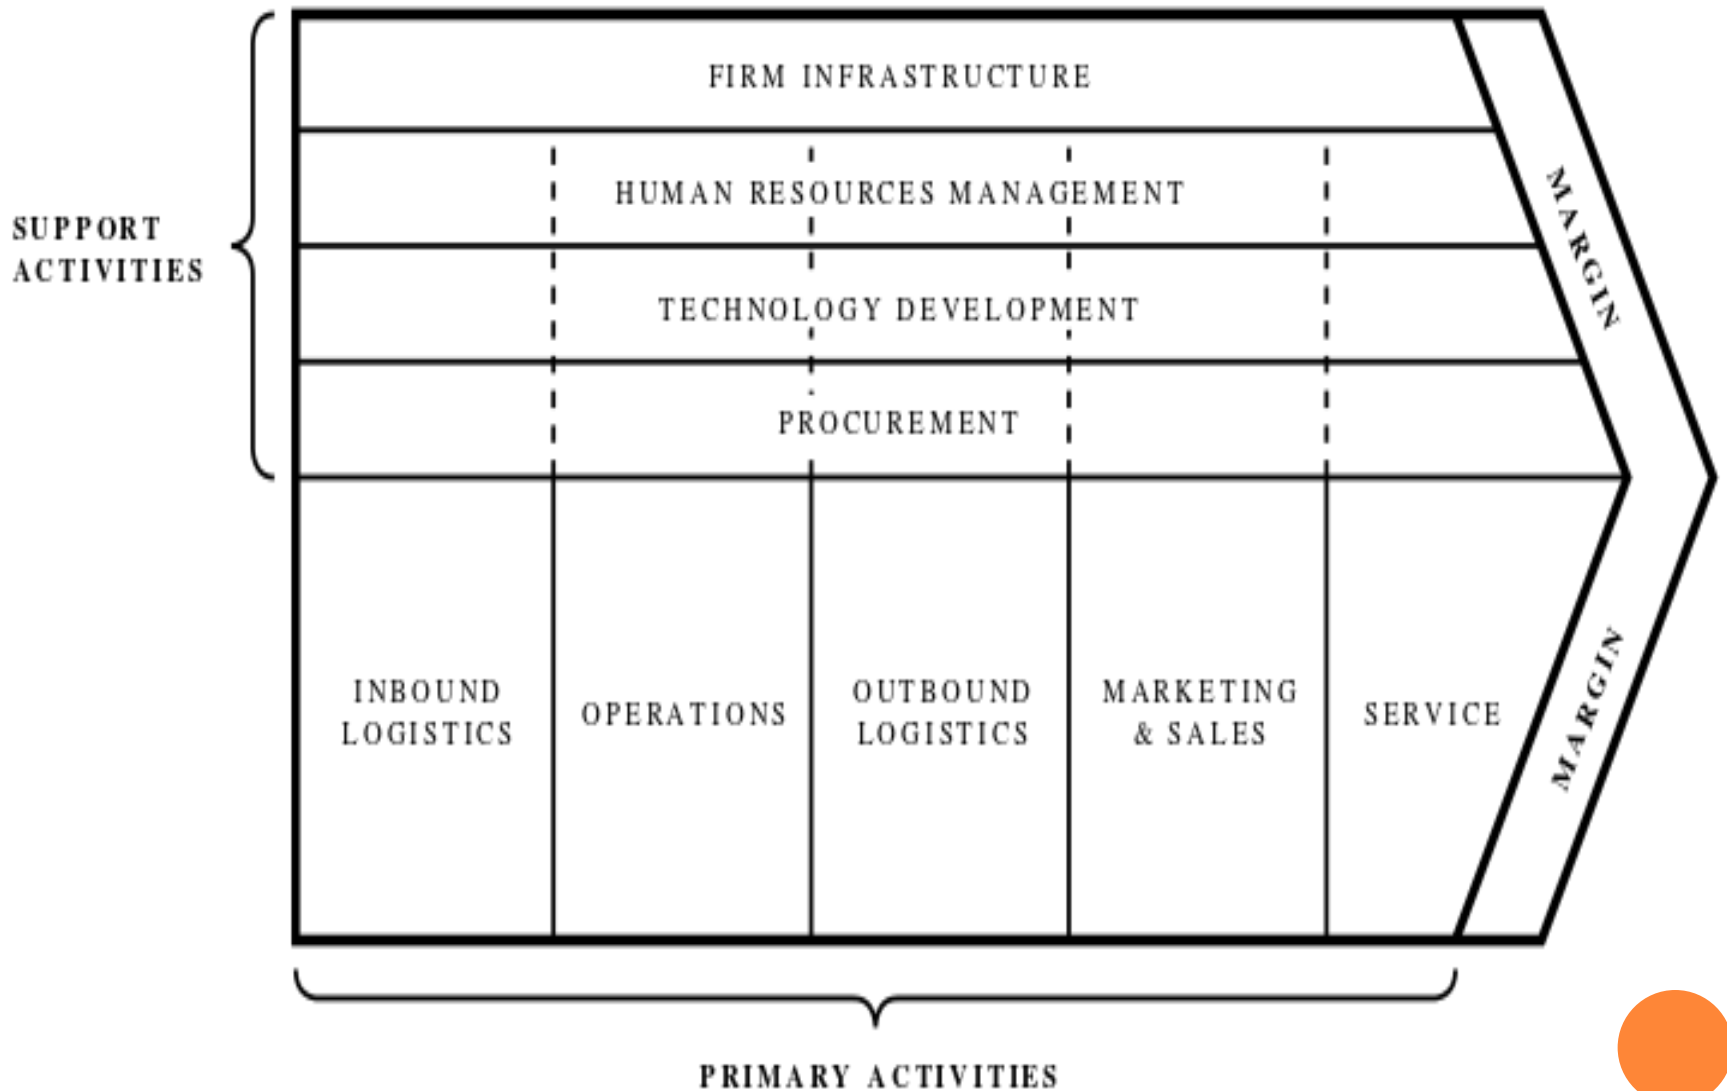 FIRM INFRASTRUCTURE
HUMAN RESOURCES MANAGEMENT
SUPPORT
ACTIVITIES
TECHNOLOGY DEVELOPMENT
PROCUREMENT
MARGIN
INBOUND
LOGISTICS
OPERATIONS
OUTBOUND
LOGISTICS
MARKETING
& SALES
SERVICE
MARGIN
PRIMARY ACTIVITIES